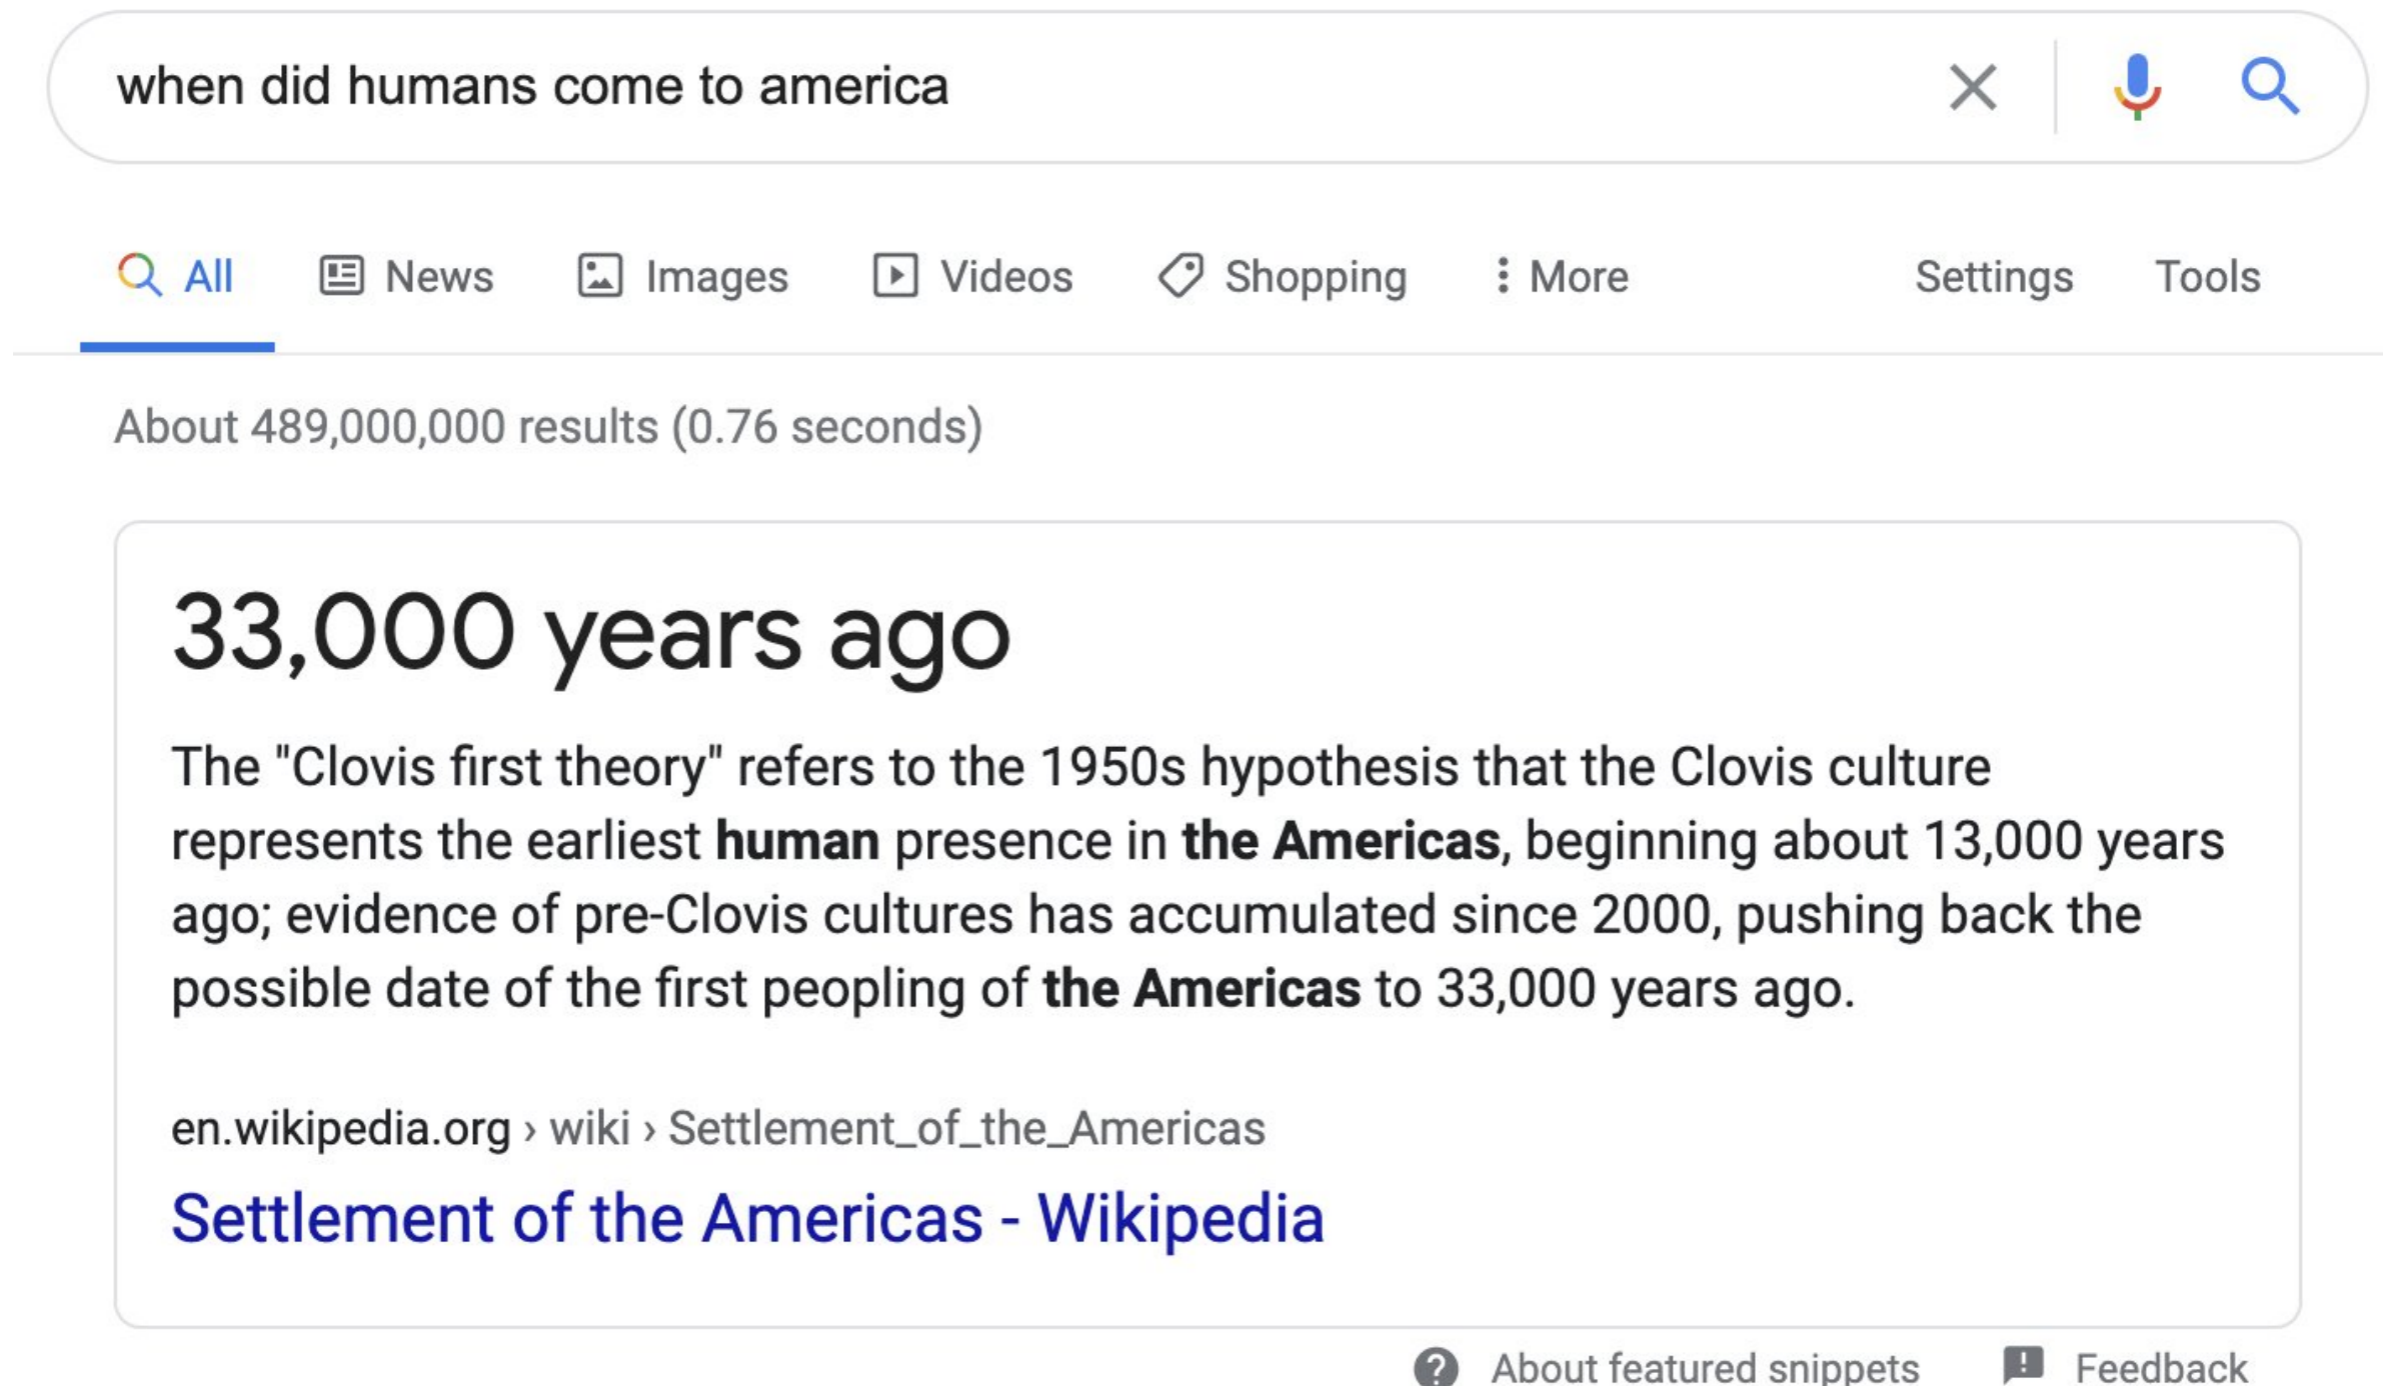 when did humans come to america
All News Images Videos Shopping More Settings Tools
About 489,000,000 results (0.76 seconds)
33,000 years ago
The "Clovis first theory" refers to the 1950s hypothesis that the Clovis culture
represents the earliest human presence in the Americas, beginning about 13,000 years
ago; evidence of pre-Clovis cultures has accumulated since 2000, pushing back the
possible date of the first peopling of the Americas to 33,000 years ago.
en.wikipedia.org › wiki › Settlement_of_the_Americas
Settlement of the Americas - Wikipedia
About featured snippets Feedback